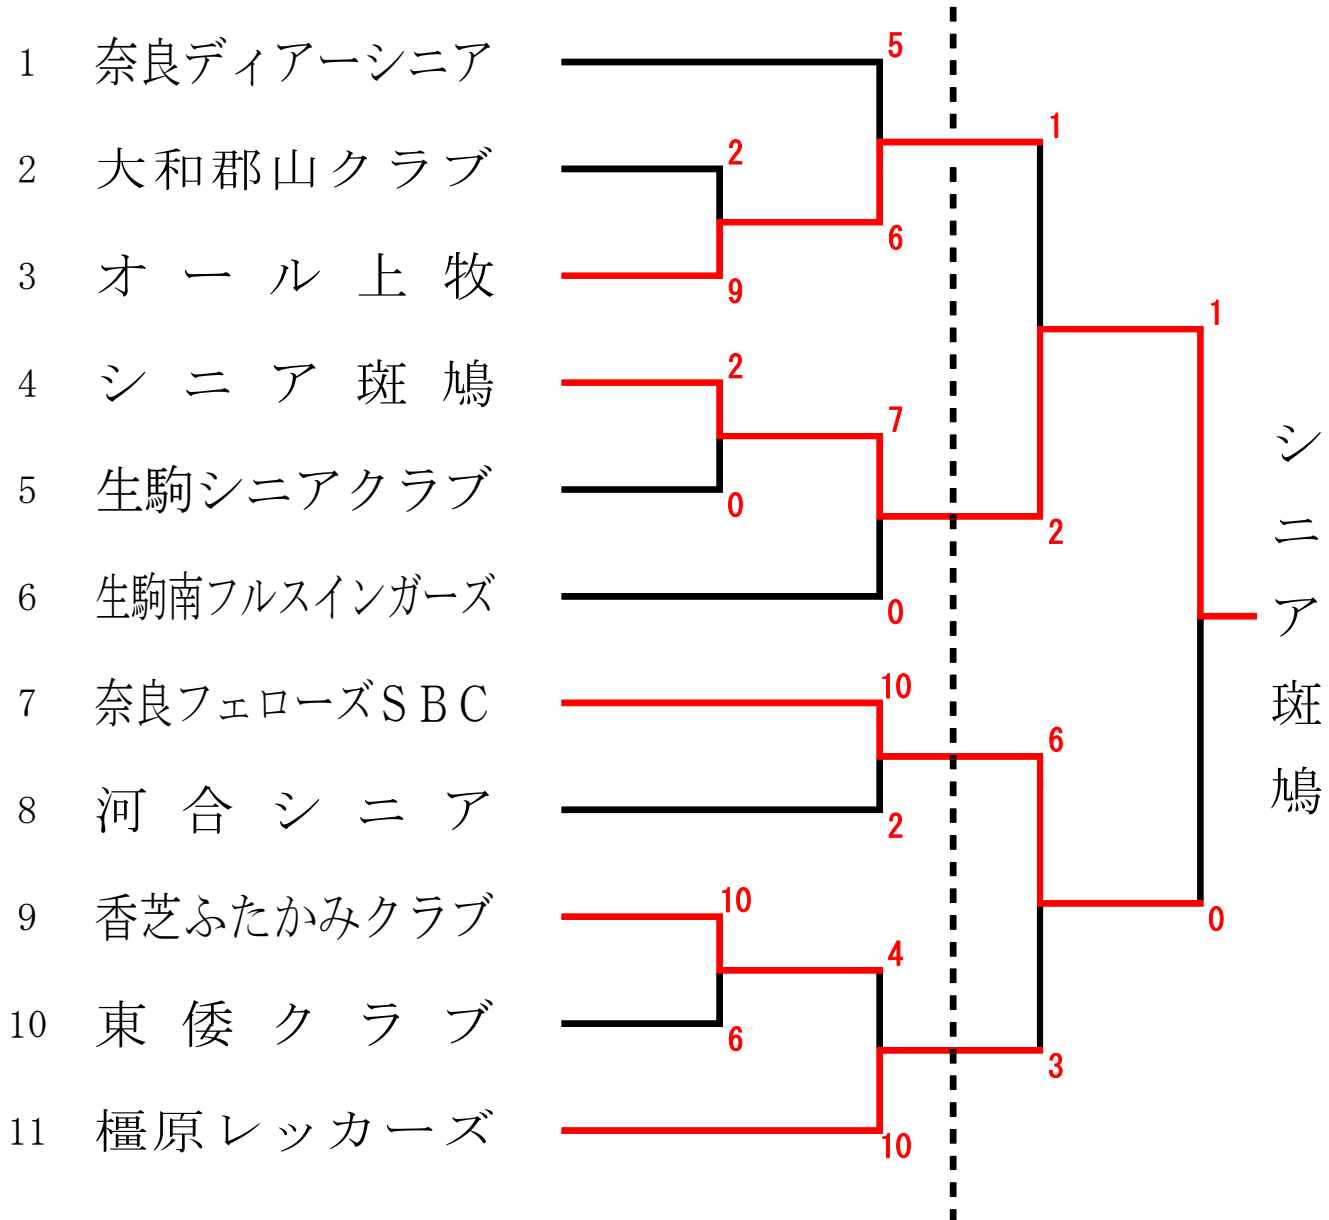 1 奈良ディアーシニア
2 大和郡山クラブ
3 オール上牧
4 シニア斑鳩
5 生駒シニアクラブ
6 生駒南フルスインガーズ
7 奈良フェローズSBC
8 河合シニア
9 香芝ふたかみクラブ
10 東倭クラブ
11 橿原レッカーズ
2
9
2
0
10
6
5
6
7
0
10
2
4
10
1
2
6
3
1
0
シニア斑鳩